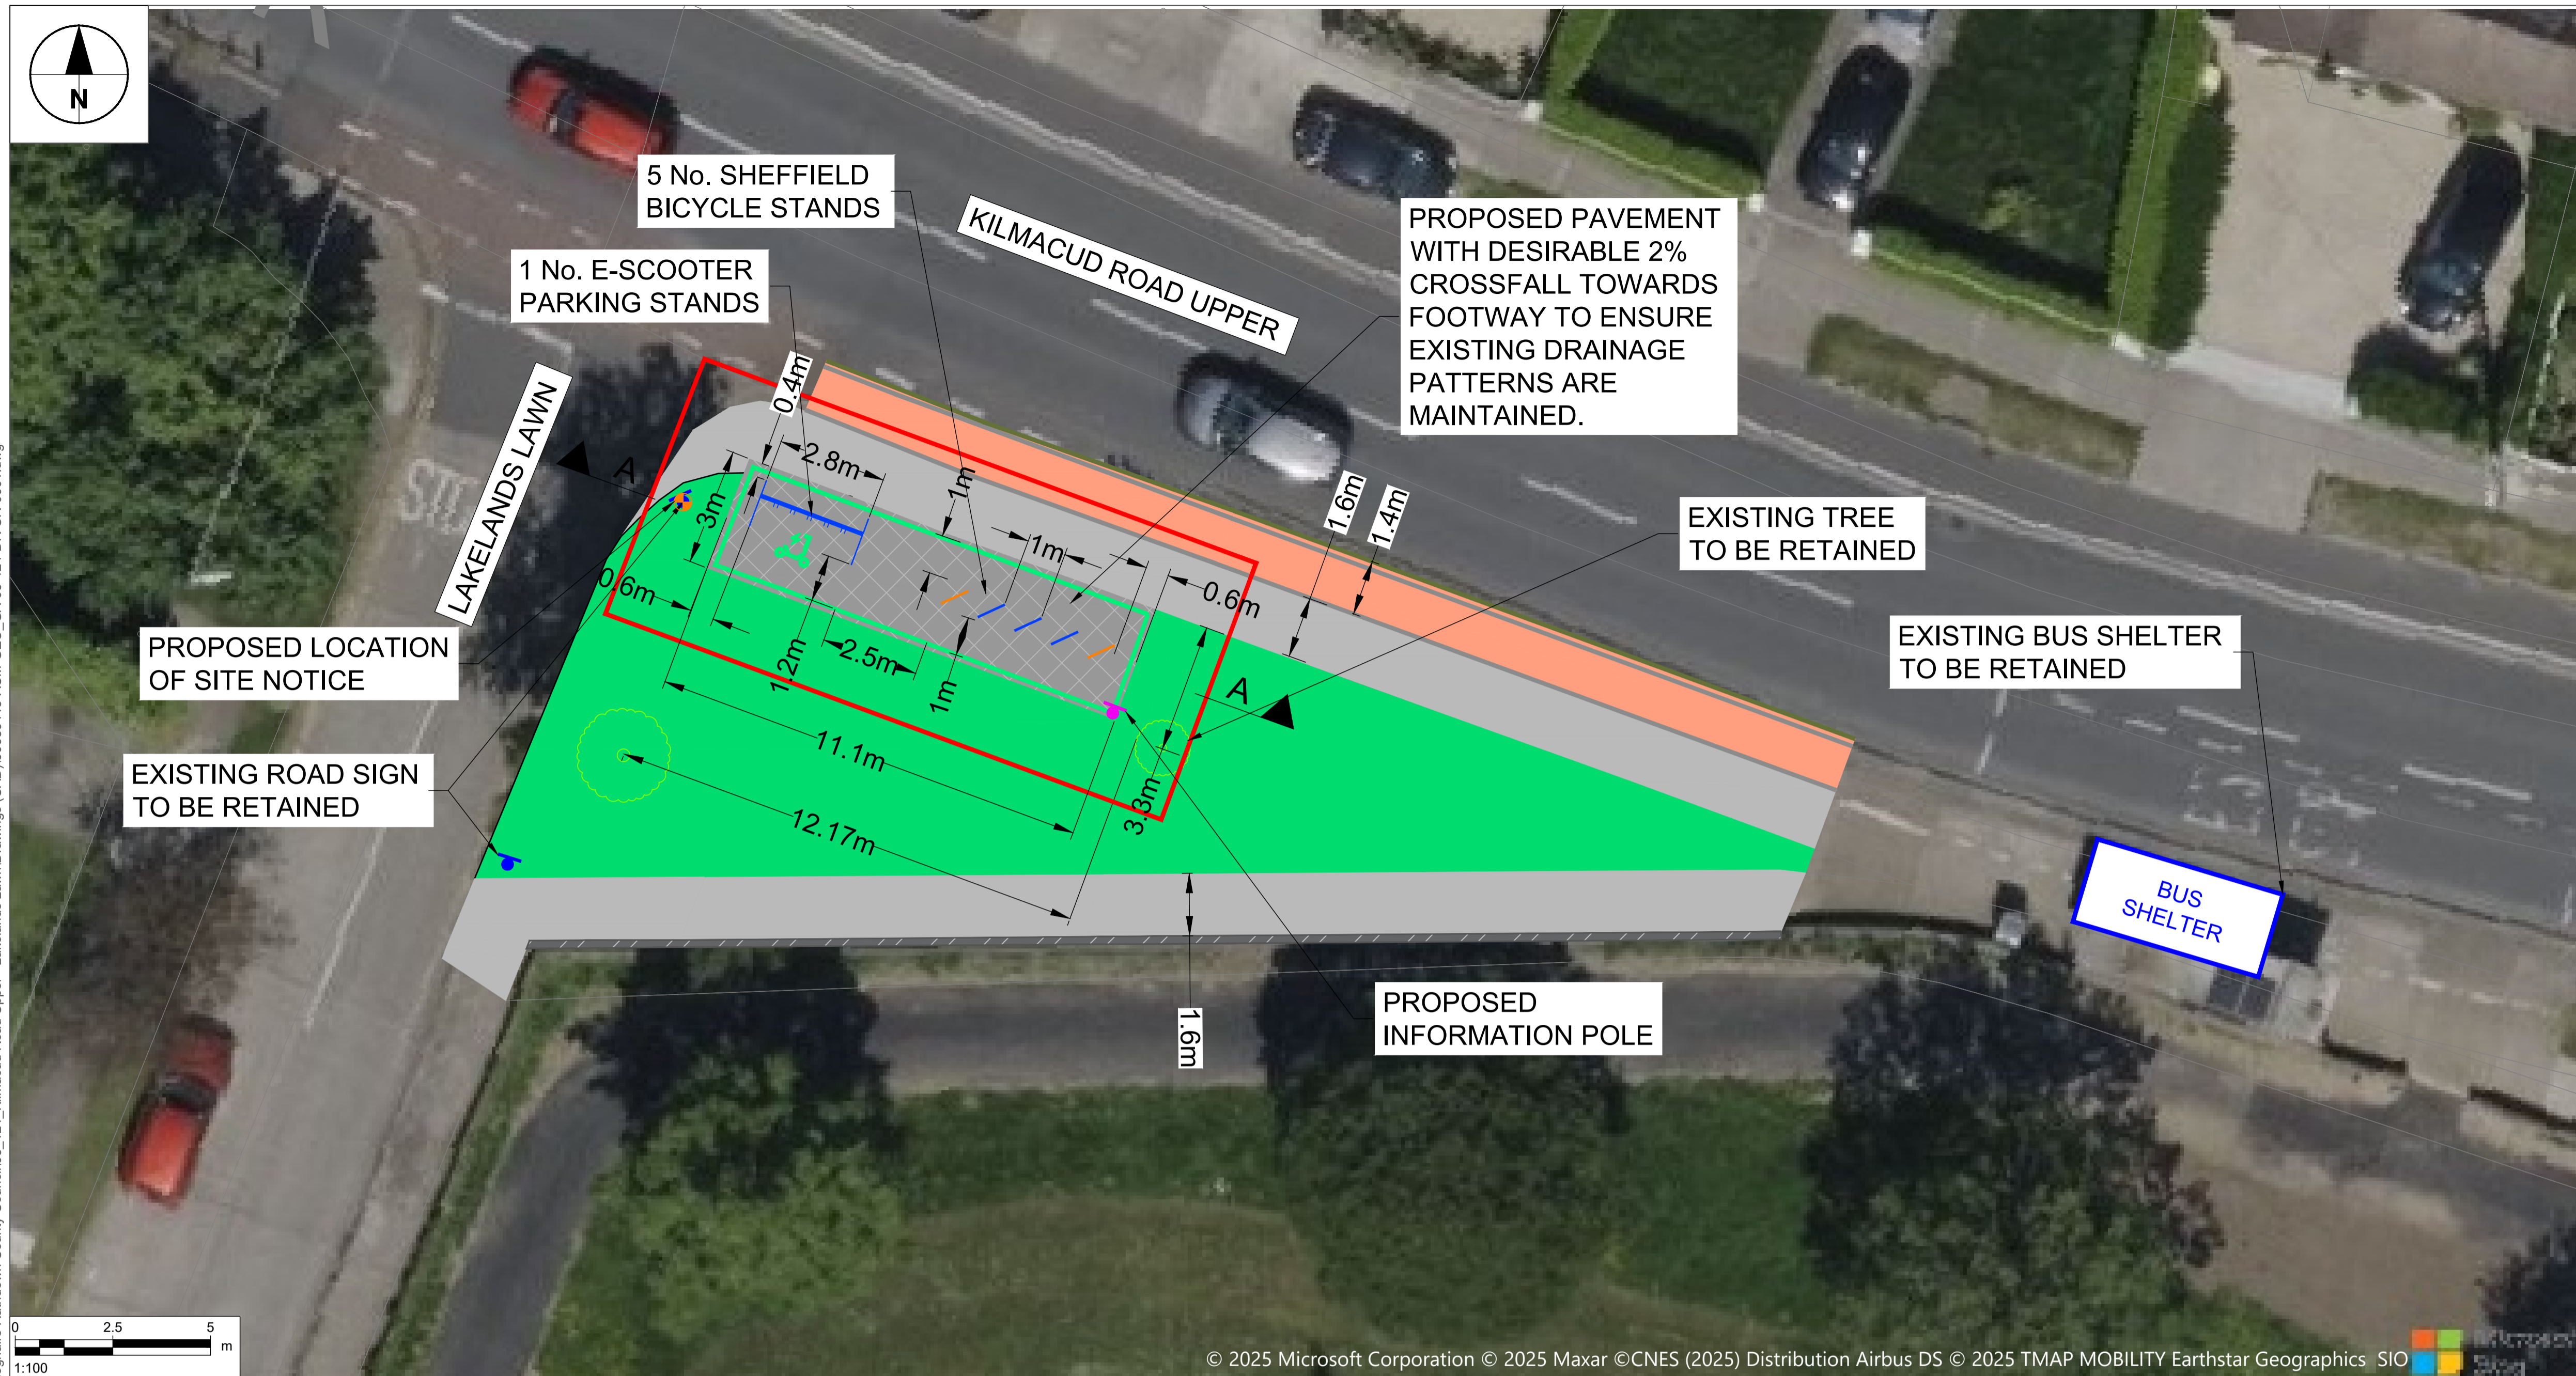 N
5 No. SHEFFIELD
BICYCLE STANDS
1 No. E-SCOOTER
PARKING STANDS
KILMACUD ROAD UPPER
PROPOSED PAVEMENT
WITH DESIRABLE 2%
CROSSFALL TOWARDS
FOOTWAY TO ENSURE
EXISTING DRAINAGE
PATTERNS ARE
MAINTAINED.
LAKELANDS LAWN
A
0.4m
2.8m
1m
3m
1m
1.6m
1.4m
0.6m
0.6m
1.2m
2.5m
1m
A
11.1m
12.17m
3.3m
1.6m
EXISTING TREE
TO BE RETAINED
PROPOSED LOCATION
OF SITE NOTICE
EXISTING BUS SHELTER
TO BE RETAINED
EXISTING ROAD SIGN
TO BE RETAINED
BUS
SHELTER
PROPOSED
INFORMATION POLE
0 2.5 5
m
1:100
© 2025 Microsoft Corporation © 2025 Maxar ©CNES (2025) Distribution Airbus DS © 2025 TMAP MOBILITY Earthstar Geographics SIO